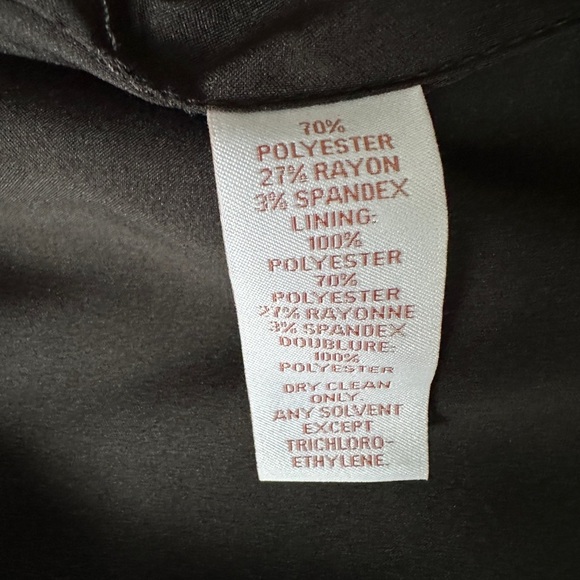 70%
POLYESTER
27% RAYON
3% SPANDEX
LINING:
100%
POLYESTER
70%
POLYESTER
27% RAYONNE
3% SPANDEX
DOUBLURE:
100%
POLYESTER
DRY CLEAN
ONLY.
ANY SOLVENT
EXCEPT
TRICHLORO-
ETHYLENE.